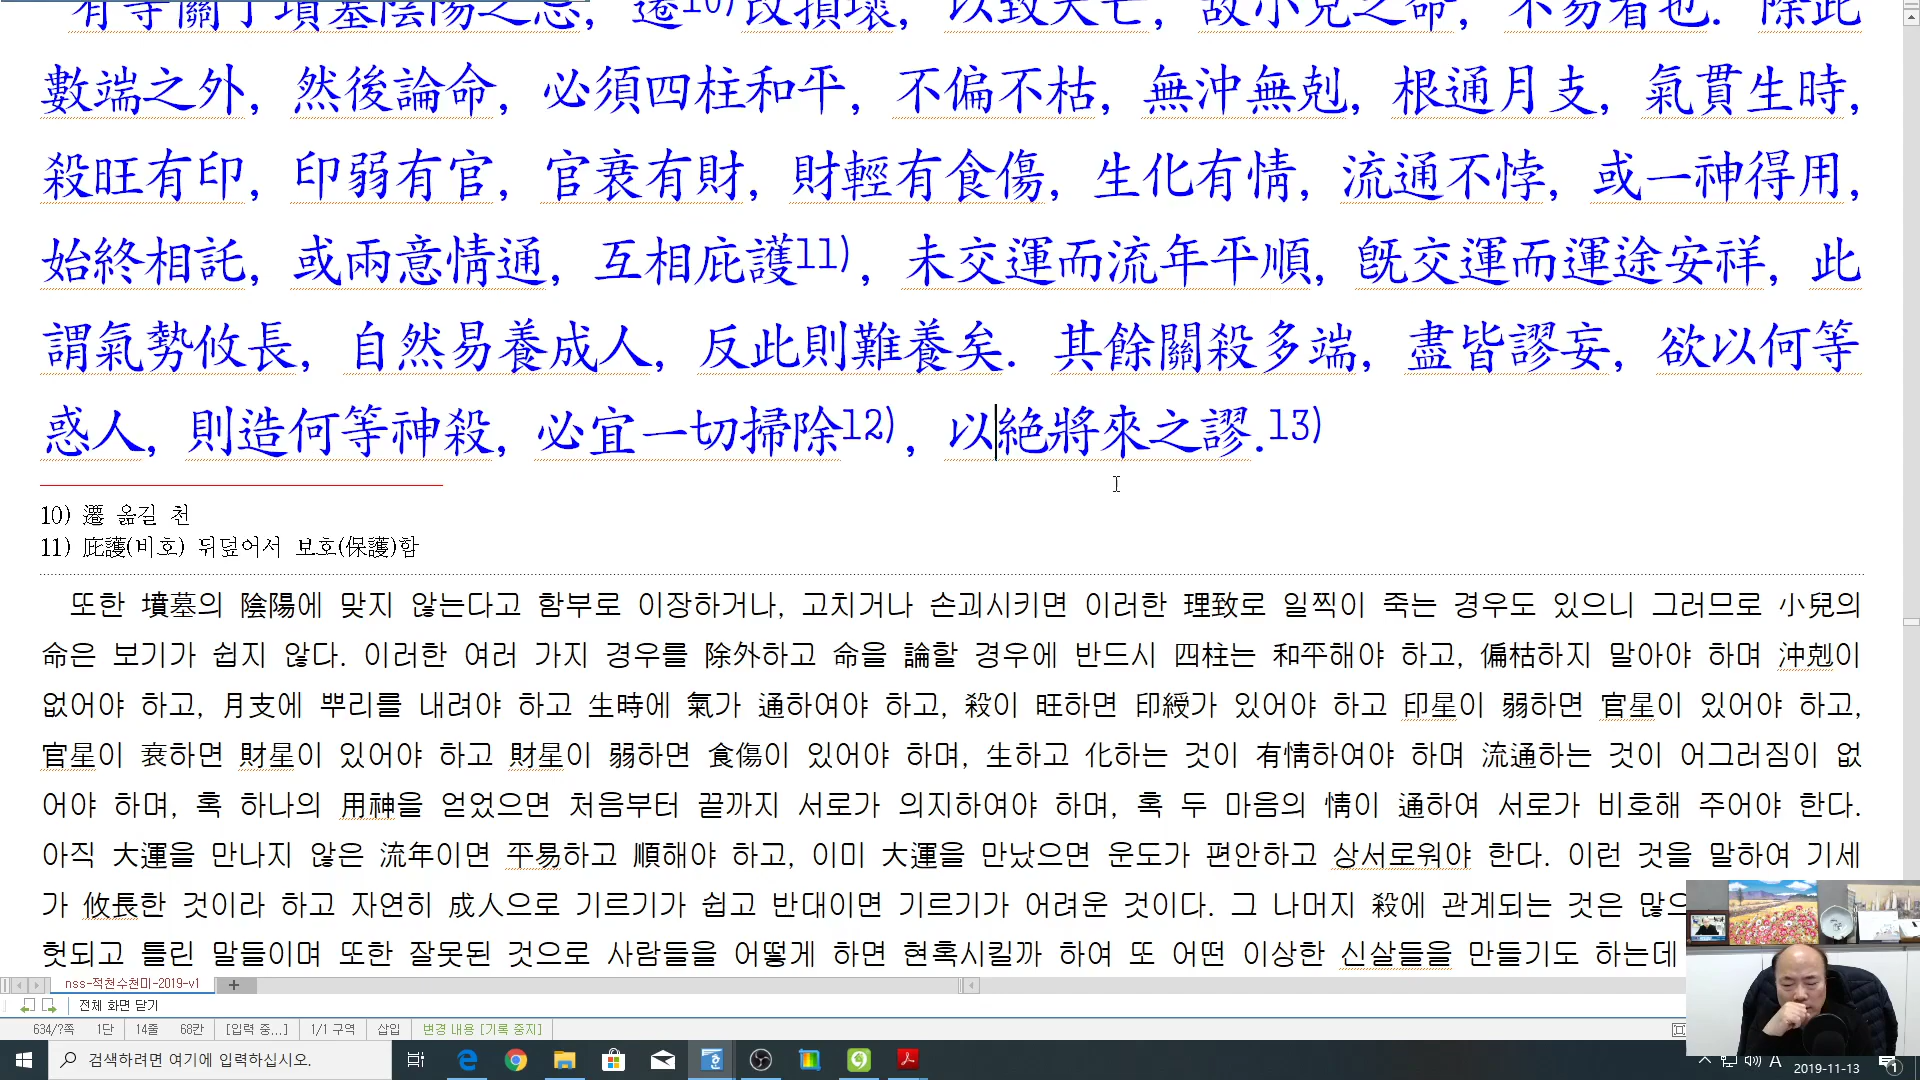 有等關于墳墓陰陽之忌, 遷10)改損壞, 以致夭亡, 故小兒之命, 不易看也. 除此
數端之外, 然後論命, 必須四柱和平, 不偏不枯, 無沖無剋, 根通月支, 氣貫生時,
殺旺有印, 印弱有官, 官衰有財, 財輕有食傷, 生化有情, 流通不悖, 或一神得用,
始終相託, 或兩意情通, 互相庇護11), 未交運而流年平順, 旣交運而運途安祥, 此
謂氣勢攸長, 自然易養成人, 反此則難養矣. 其餘關殺多端, 盡皆謬妄, 欲以何等
惑人, 則造何等神殺, 必宜一切掃除12), 以絶將來之謬.13)
10) 遷 옮길 천
11) 庇護(비호) 뒤덮어서 보호(保護)함
또한 墳墓의 陰陽에 맞지 않는다고 함부로 이장하거나, 고치거나 손괴시키면 이러한 理致로 일찍이 죽는 경우도 있으니 그러므로 小兒의
命은 보기가 쉽지 않다. 이러한 여러 가지 경우를 除外하고 命을 論할 경우에 반드시 四柱는 和平해야 하고, 偏枯하지 말아야 하며 沖剋이
없어야 하고, 月支에 뿌리를 내려야 하고 生時에 氣가 通하여야 하고, 殺이 旺하면 印綬가 있어야 하고 印星이 弱하면 官星이 있어야 하고,
官星이 衰하면 財星이 있어야 하고 財星이 弱하면 食傷이 있어야 하며, 生하고 化하는 것이 有情하여야 하며 流通하는 것이 어그러짐이 없
어야 하며, 혹 하나의 用神을 얻었으면 처음부터 끝까지 서로가 의지하여야 하며, 혹 두 마음의 情이 通하여 서로가 비호해 주어야 한다.
아직 大運을 만나지 않은 流年이면 平易하고 順해야 하고, 이미 大運을 만났으면 운도가 편안하고 상서로워야 한다. 이런 것을 말하여 기세
가 攸長한 것이라 하고 자연히 成人으로 기르기가 쉽고 반대이면 기르기가 어려운 것이다. 그 나머지 殺에 관계되는 것은 많으
헛되고 틀린 말들이며 또한 잘못된 것으로 사람들을 어떻게 하면 현혹시킬까 하여 또 어떤 이상한 신살들을 만들기도 하는데
nss-적천수천미-2019-v1
전체 화면 닫기
634/?쪽 1단 14줄 68칸 [입력 중...] 1/1 구역 삽입 변경 내용 [기록 중지]
검색하려면 여기에 입력하십시오.
A
2019-11-13
1